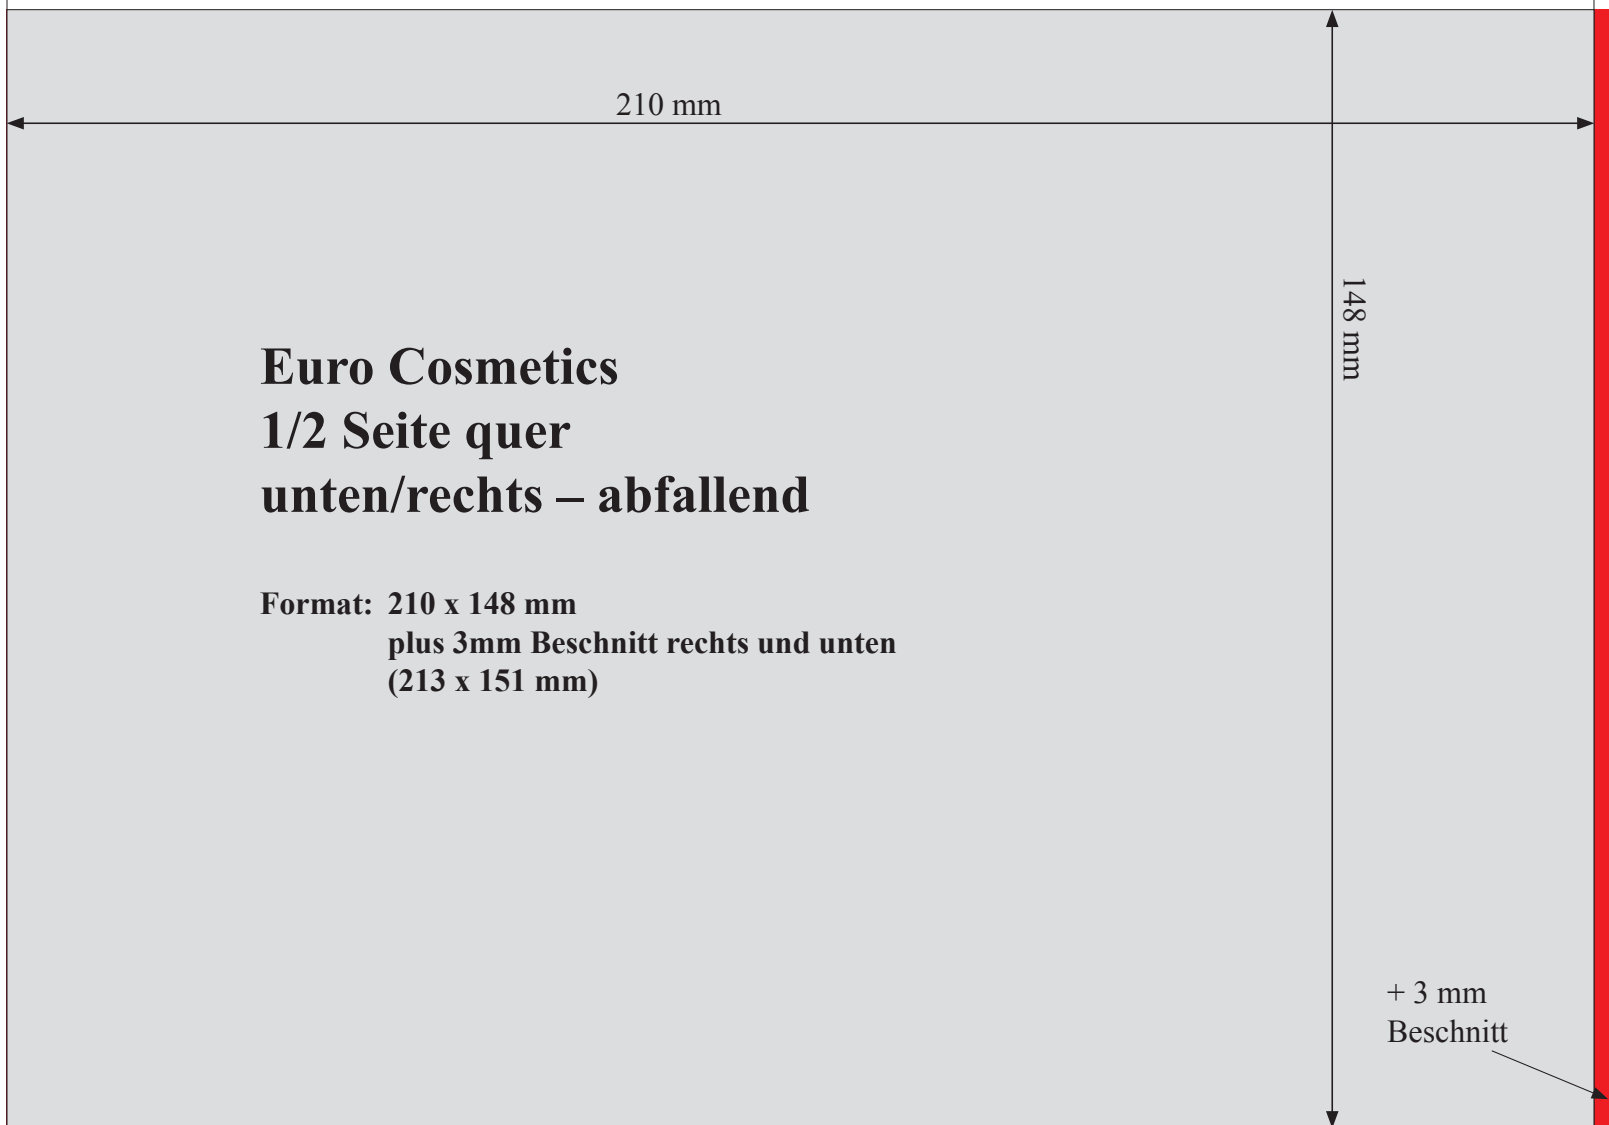 210 mm
148 mm
Euro Cosmetics
1/2 Seite quer
unten/rechts – abfallend
Format: 210 x 148 mm
plus 3mm Beschnitt rechts und unten
(213 x 151 mm)
+ 3 mm
Beschnitt